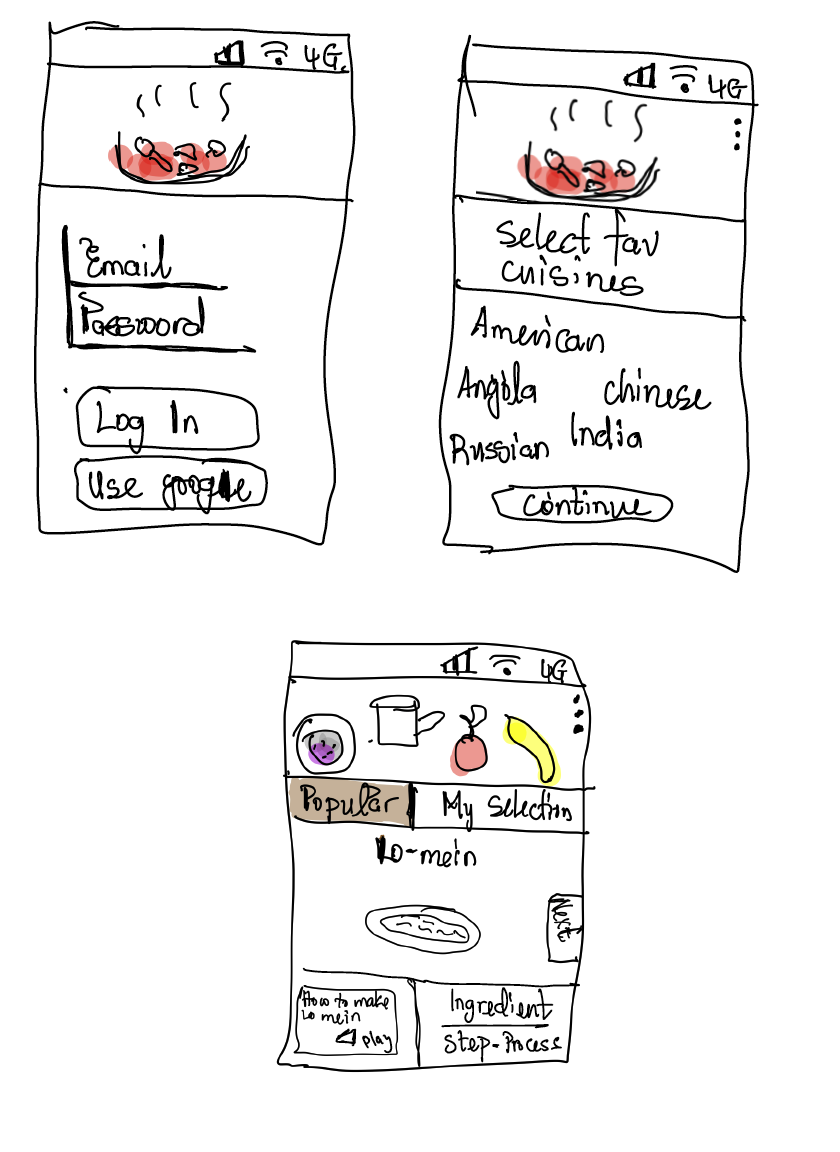 4G
Email
Password
Log In
Use google
4G
Select fav
cuisines
American
Angola
chinese
Russian
India
Continue
4G
Popular
My Selection
Lo-mein
Next
How to make
Lo mein
play
Ingredient
Step-Process